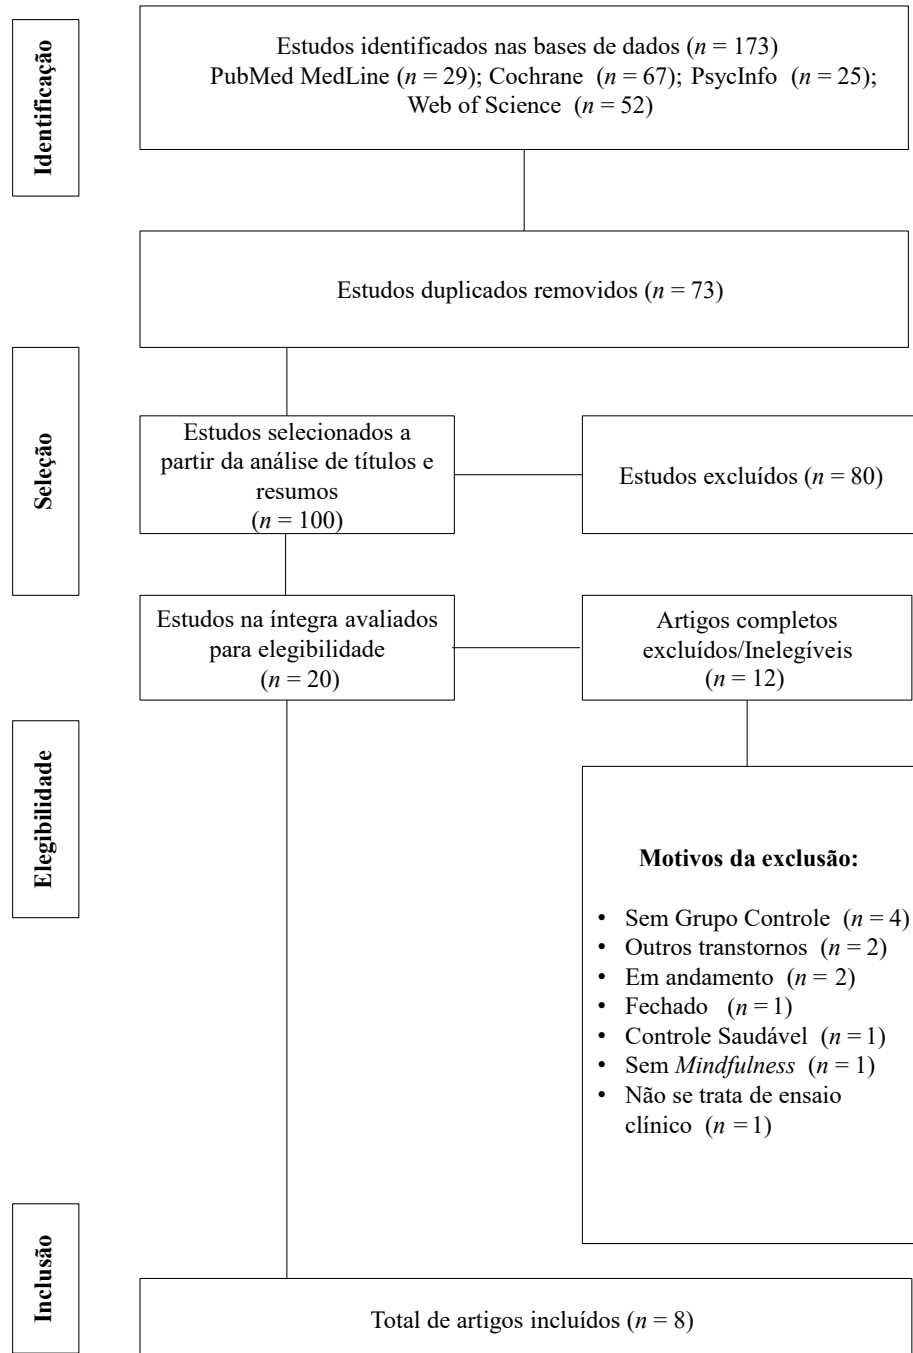 Identificação
Estudos identificados nas bases de dados (n = 173)
PubMed MedLine (n = 29); Cochrane (n = 67); PsycInfo (n = 25);
Web of Science (n = 52)
Estudos duplicados removidos (n = 73)
Seleção
Estudos selecionados a
partir da análise de títulos e
resumos
(n = 100)
Estudos excluídos (n = 80)
Estudos na íntegra avaliados
para elegibilidade
(n = 20)
Artigos completos
excluídos/Inelegíveis
(n = 12)
Elegibilidade
Motivos da exclusão:
• Sem Grupo Controle (n = 4)
• Outros transtornos (n = 2)
• Em andamento (n = 2)
• Fechado (n = 1)
• Controle Saudável (n = 1)
• Sem Mindfulness (n = 1)
• Não se trata de ensaio
clínico (n = 1)
Inclusão
Total de artigos incluídos (n = 8)